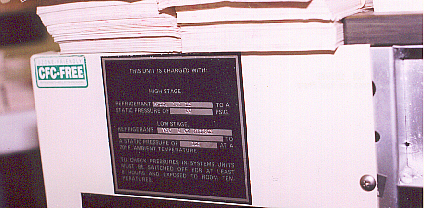 CFC-FREE
THIS UNIT IS CHARGED WITH:
HIGH STAGE
REFRIGERANT TO A
STATIC PRESSURE OF PSIG.
LOW STAGE
REFRIGERANT
TO
A STATIC PRESSURE OF AT A
AMBIENT TEMPERATURE.
TO CHECK PRESSURES IN SYSTEMS UNITS
MUST BE SWITCHED OFF FOR AT LEAST
HOURS AND EXPOSED TO ROOM TEM
PERATURES.